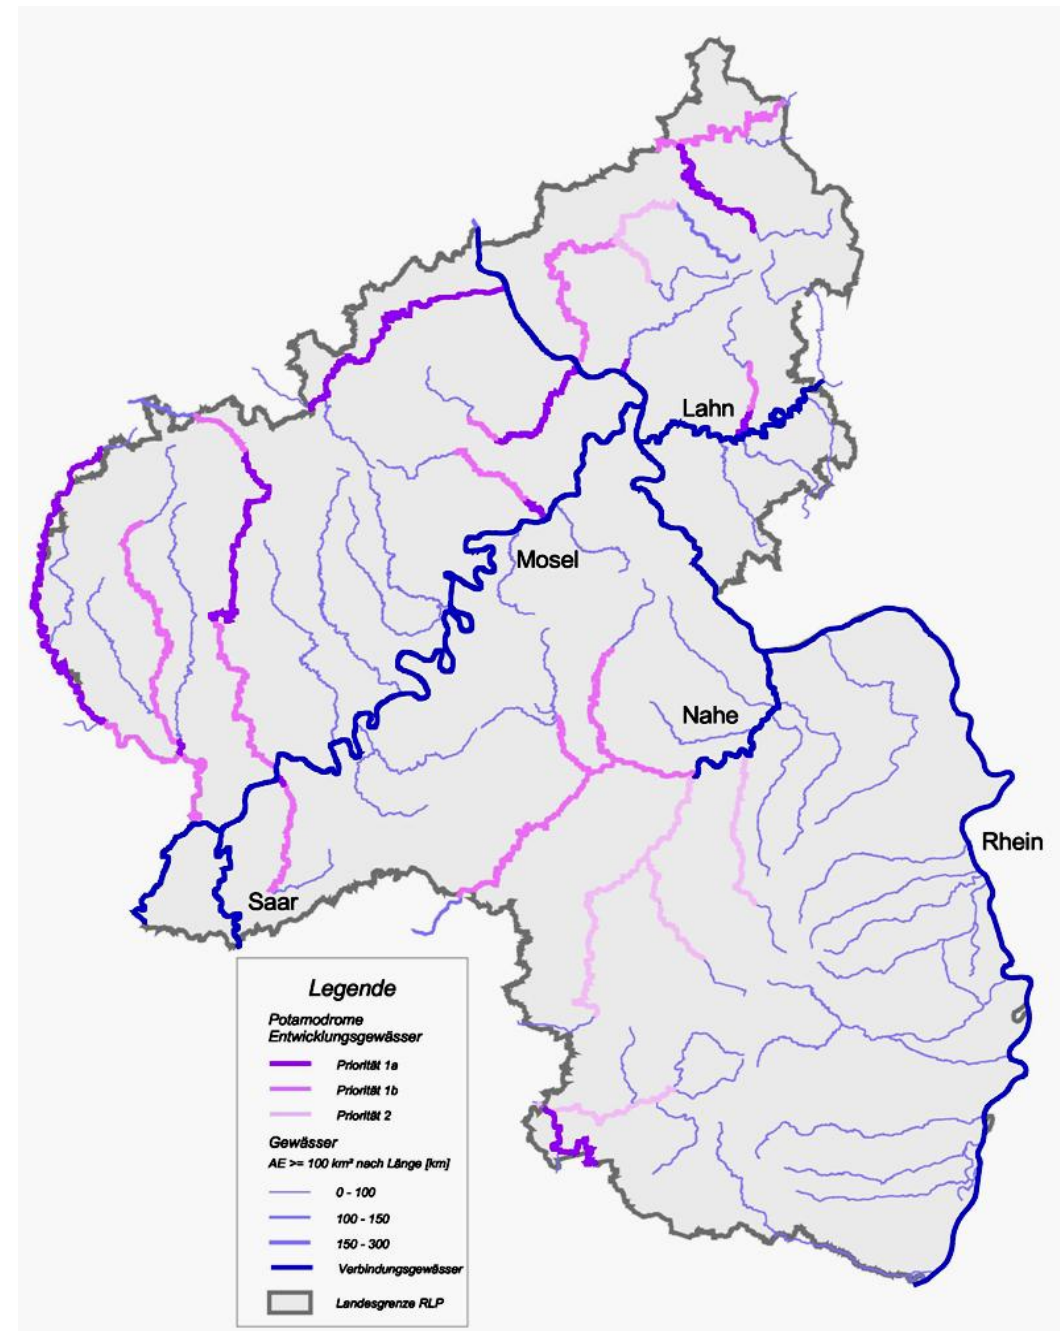 Lahn
Mosel
Nahe
Rhein
Saar
Legende
Potamodrome
Entwicklungsgewässer
Priorität 1a
Priorität 1b
Priorität 2
Gewässer
AE >= 100 km² nach Länge [km]
0 - 100
100 - 150
150 - 300
Verbindungsgewässer
Landesgrenze RLP